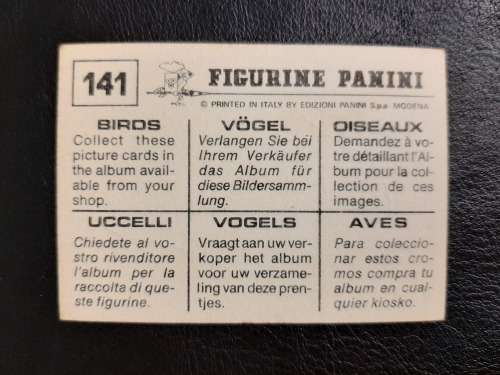 141
FIGURINE PANINI
© PRINTED IN ITALY BY EDIZIONI PANINI S.p.a MODENA
BIRDS
Collect these
picture cards in
the album avail-
able from your
shop.
VÖGEL
Verlangen Sie béi
Ihrem Verkäufer
das Album für
diese Bildersamm-
lung.
OISEAUX
Demandez à vo-
tre détaillant l'Al-
bum pour la col-
lection de ces
images.
UCCELLI
Chiedete al vo-
stro rivenditore
l'album per la
raccolta di que-
ste figurine.
VOGELS
Vraagt aan uw ver-
koper het album
voor uw verzame-
ling van deze pren-
tjes.
AVES
Para coleccio-
nar estos cro-
mos compra tu
album en cual-
quier kiosko.